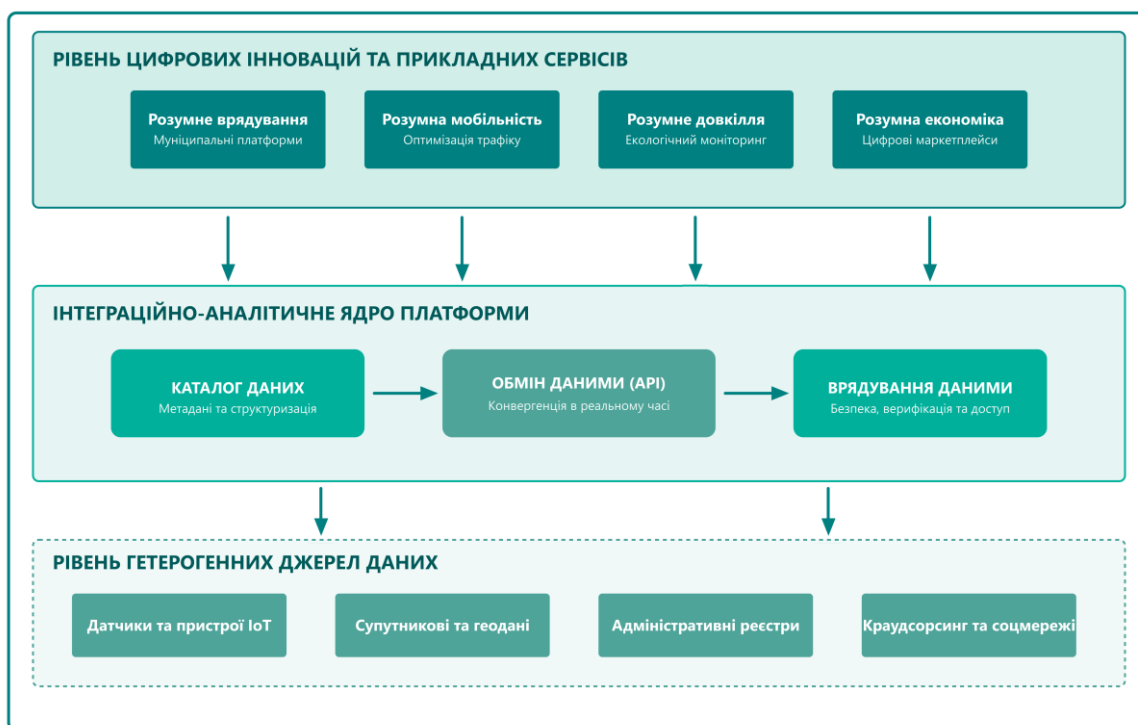 РІВЕНЬ ЦИФРОВИХ ІННОВАЦІЙ ТА ПРИКЛАДНИХ СЕРВІСІВ
Розумне врядування
Муніципальні платформи
Розумна мобільність
Оптимізація трафіку
Розумне довкілля
Екологічний моніторинг
Розумна економіка
Цифрові маркетплейси
ІНТЕГРАЦІЙНО-АНАЛІТИЧНЕ ЯДРО ПЛАТФОРМИ
КАТАЛОГ ДАНИХ
Метадані та структуризація
ОБМІН ДАНИМИ (API)
Конвергенція в реальному часі
ВРЯДУВАННЯ ДАНИМИ
Безпека, верифікація та доступ
РІВЕНЬ ГЕТЕРОГЕННИХ ДЖЕРЕЛ ДАНИХ
Датчики та пристрої IoT
Супутникові та геодані
Адміністративні реєстри
Краудсорсинг та соцмережі